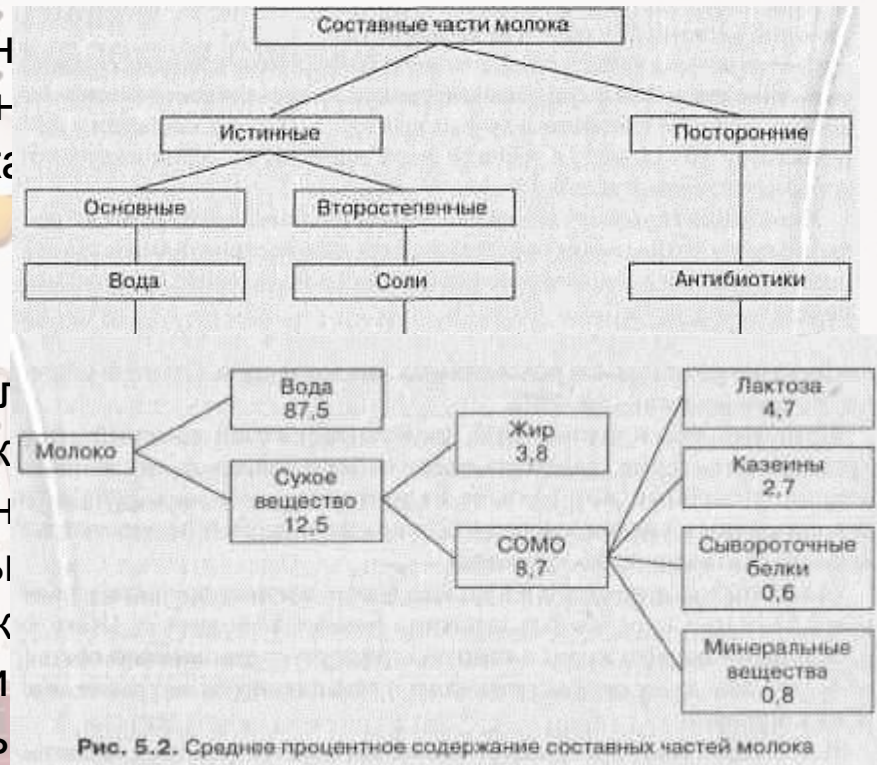 Составные части молока
Истинные
Посторонние
Основные
Второстепенные
Вода
Соли
Антибиотики
Молоко
Вода
87,5
Сухое
вещество
12,5
Жир
3,8
СОМО
8,7
Лактоза
4,7
Казеины
2,7
Сывороточные
белки
0,6
Минеральные
вещества
0,8
Рис. 5.2. Среднее процентное содержание составных частей молока